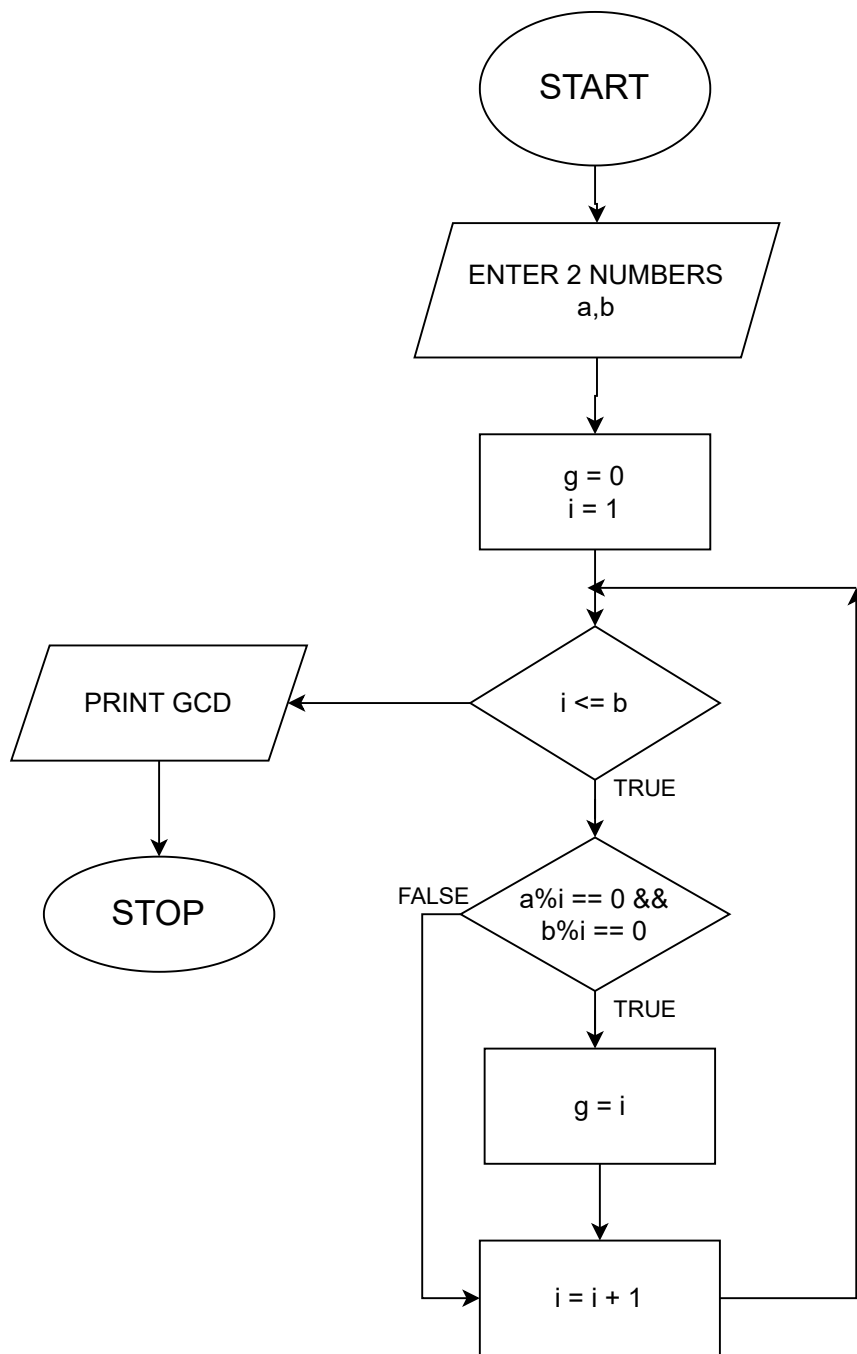 START
ENTER 2 NUMBERS
a,b
g = 0
i = 1
i <= b
PRINT GCD
TRUE
STOP
FALSE
a%i == 0 &&
b%i == 0
TRUE
g = i
i = i + 1